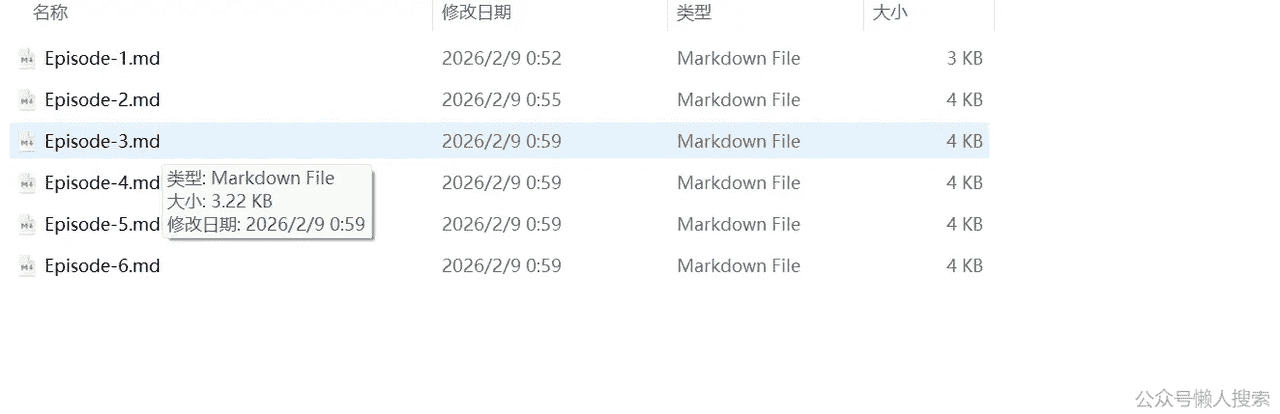 名称 修改日期 类型 大小
Episode-1.md 2026/2/9 0:52 Markdown File 3 KB
Episode-2.md 2026/2/9 0:55 Markdown File 4 KB
Episode-3.md 2026/2/9 0:59 Markdown File 4 KB
Episode-4.md 2026/2/9 0:59 Markdown File 4 KB
Episode-5.md 2026/2/9 0:59 Markdown File 4 KB
Episode-6.md 2026/2/9 0:59 Markdown File 4 KB
类型: Markdown File
大小: 3.22 KB
修改日期: 2026/2/9 0:59
公众号懒人搜索